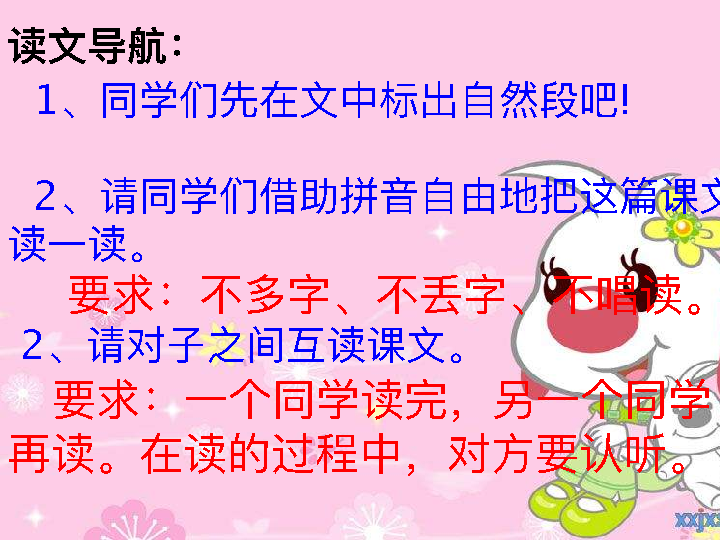 读文导航：
1、同学们先在文中标出自然段吧!
2、请同学们借助拼音自由地把这篇课文
读一读。
要求：不多字、不丢字、不唱读。
2、请对子之间互读课文。
要求：一个同学读完，另一个同学
再读。在读的过程中，对方要认听。
xxjx